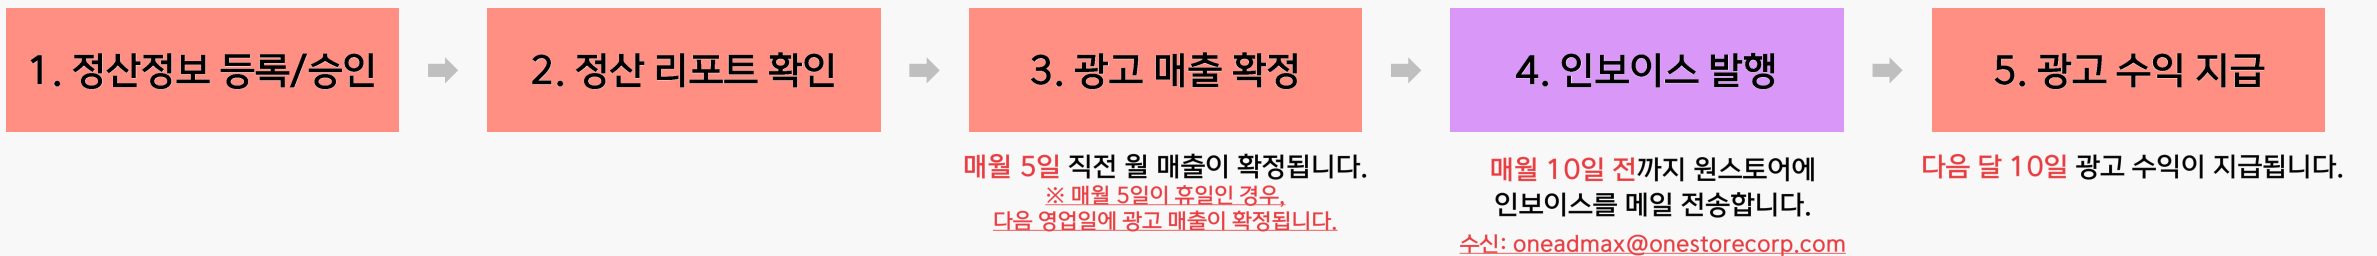 1. 정산정보 등록/승인
2. 정산 리포트 확인
3. 광고 매출 확정
매월 5일 직전 월 매출이 확정됩니다.
※ 매월 5일이 휴일인 경우,
다음 영업일에 광고 매출이 확정됩니다.
4. 인보이스 발행
매월 10일 전까지 원스토어에
인보이스를 메일 전송합니다.
수신: oneadmax@onestorecorp.com
5. 광고 수익 지급
다음 달 10일 광고 수익이 지급됩니다.